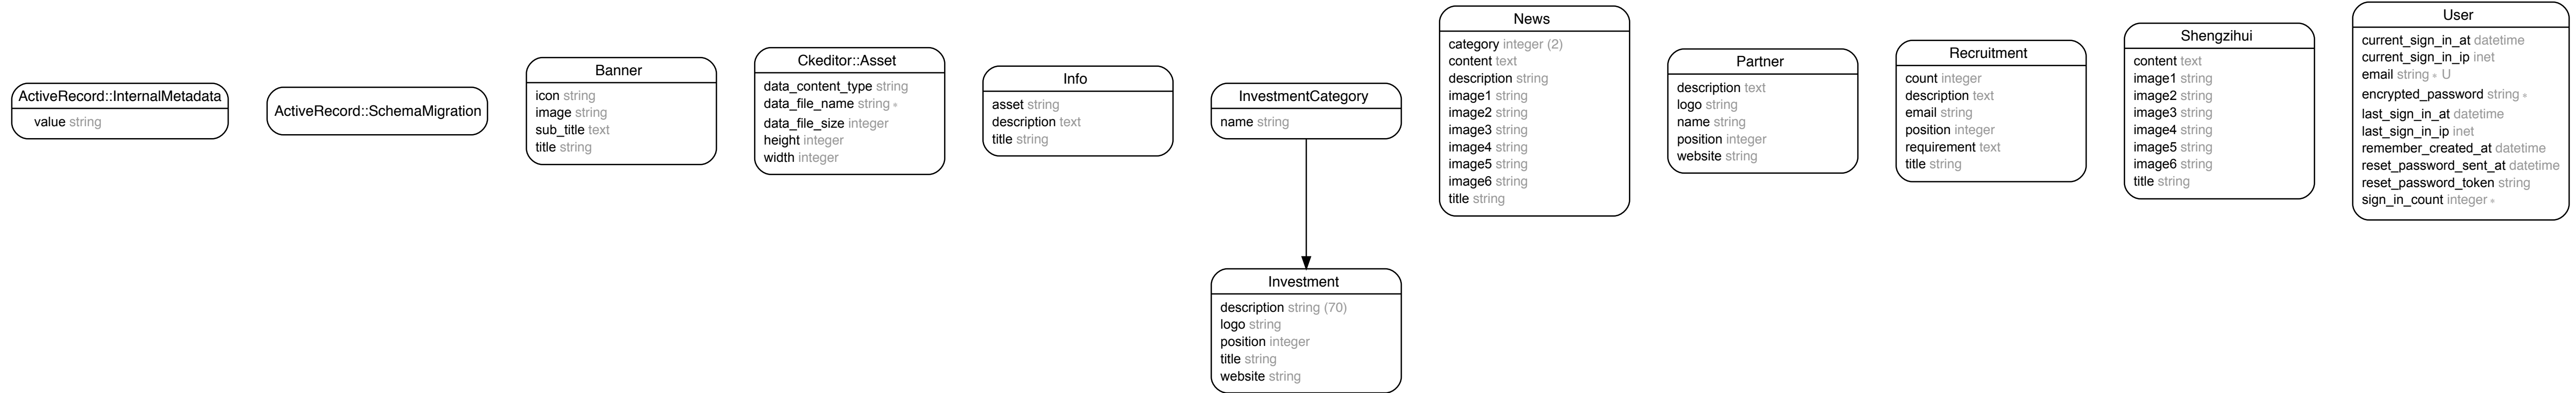 ActiveRecord::InternalMetadata
value string
ActiveRecord::SchemaMigration
Banner
icon string
image string
sub_title text
title string
Ckeditor::Asset
data_content_type string
data_file_name string *
data_file_size integer
height integer
width integer
Info
asset string
description text
title string
InvestmentCategory
name string
Investment
description string (70)
logo string
position integer
title string
website string
News
category integer (2)
content text
description string
image1 string
image2 string
image3 string
image4 string
image5 string
image6 string
title string
Partner
description text
logo string
name string
position integer
website string
Recruitment
count integer
description text
email string
position integer
requirement text
title string
Shengzihui
content text
image1 string
image2 string
image3 string
image4 string
image5 string
image6 string
title string
User
current_sign_in_at datetime
current_sign_in_ip inet
email string * U
encrypted_password string *
last_sign_in_at datetime
last_sign_in_ip inet
remember_created_at datetime
reset_password_sent_at datetime
reset_password_token string
sign_in_count integer *